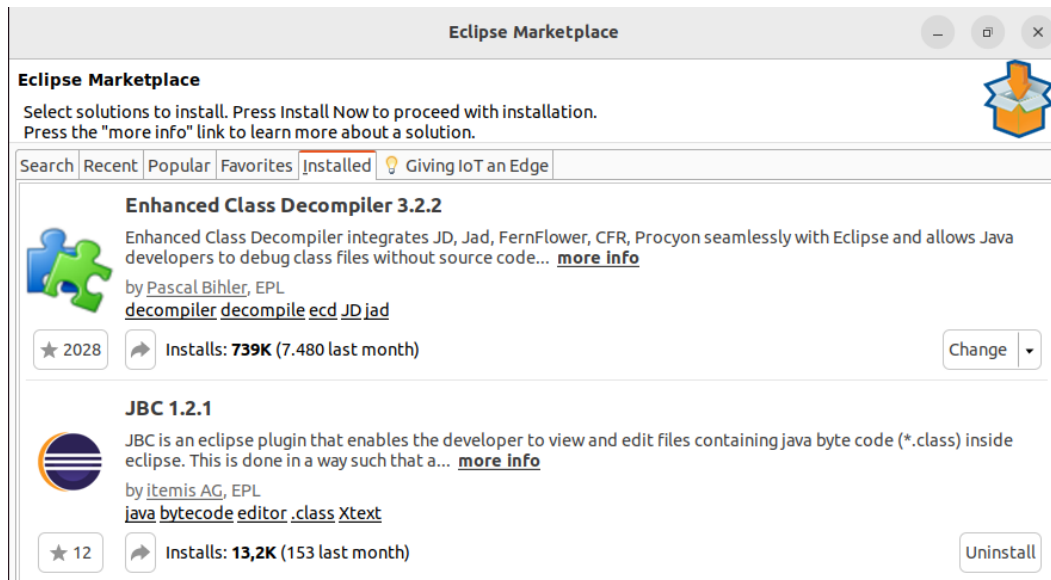 Eclipse Marketplace
Eclipse Marketplace
Select solutions to install. Press Install Now to proceed with installation.
Press the "more info" link to learn more about a solution.
Search Recent Popular Favorites Installed Giving IoT an Edge
Enhanced Class Decompiler 3.2.2
Enhanced Class Decompiler integrates JD, Jad, FernFlower, CFR, Procyon seamlessly with Eclipse and allows Java
developers to debug class files without source code... more info
by Pascal Bihler, EPL
decompiler decompile ecd JD jad
2028 Installs: 739K (7.480 last month) Change
JBC 1.2.1
JBC is an eclipse plugin that enables the developer to view and edit files containing java byte code (*.class) inside
eclipse. This is done in a way such that a... more info
by itemis AG, EPL
java bytecode editor .class Xtext
12 Installs: 13,2K (153 last month) Uninstall